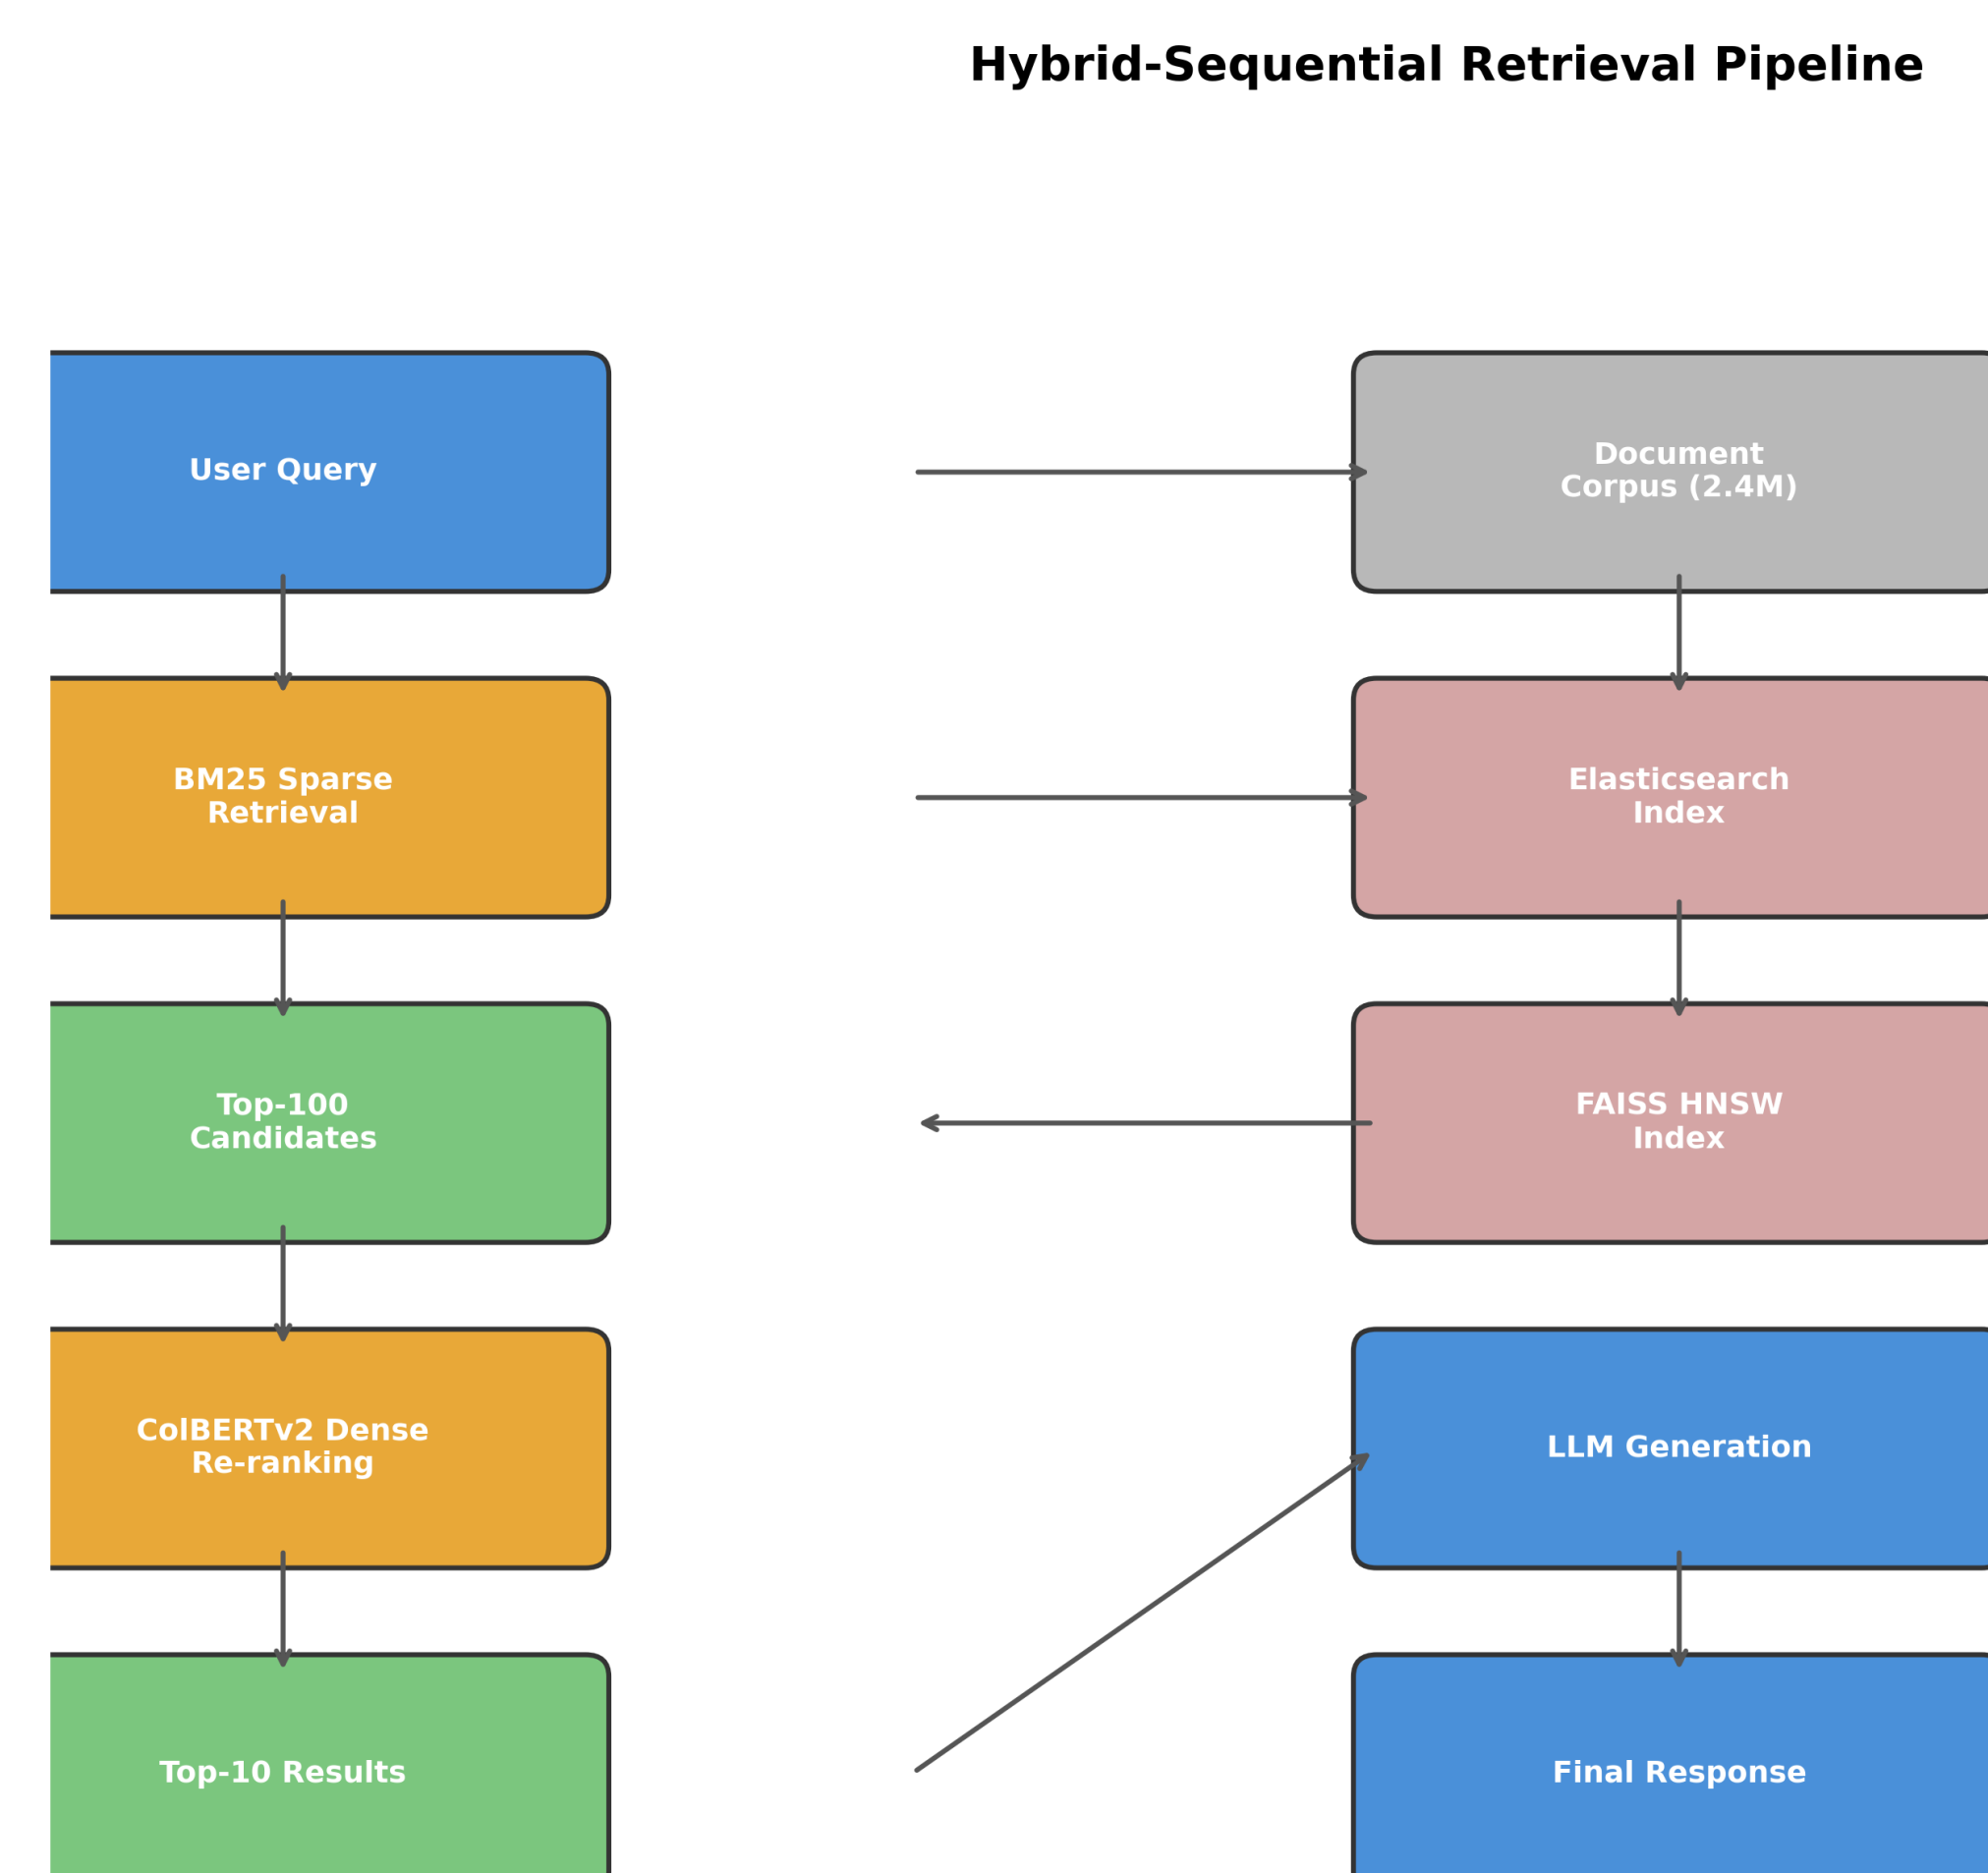 Hybrid-Sequential Retrieval Pipeline
User Query
Document
Corpus (2.4M)
BM25 Sparse
Retrieval
Elasticsearch
Index
Top-100
Candidates
FAISS HNSW
Index
ColBERTv2 Dense
Re-ranking
LLM Generation
Top-10 Results
Final Response